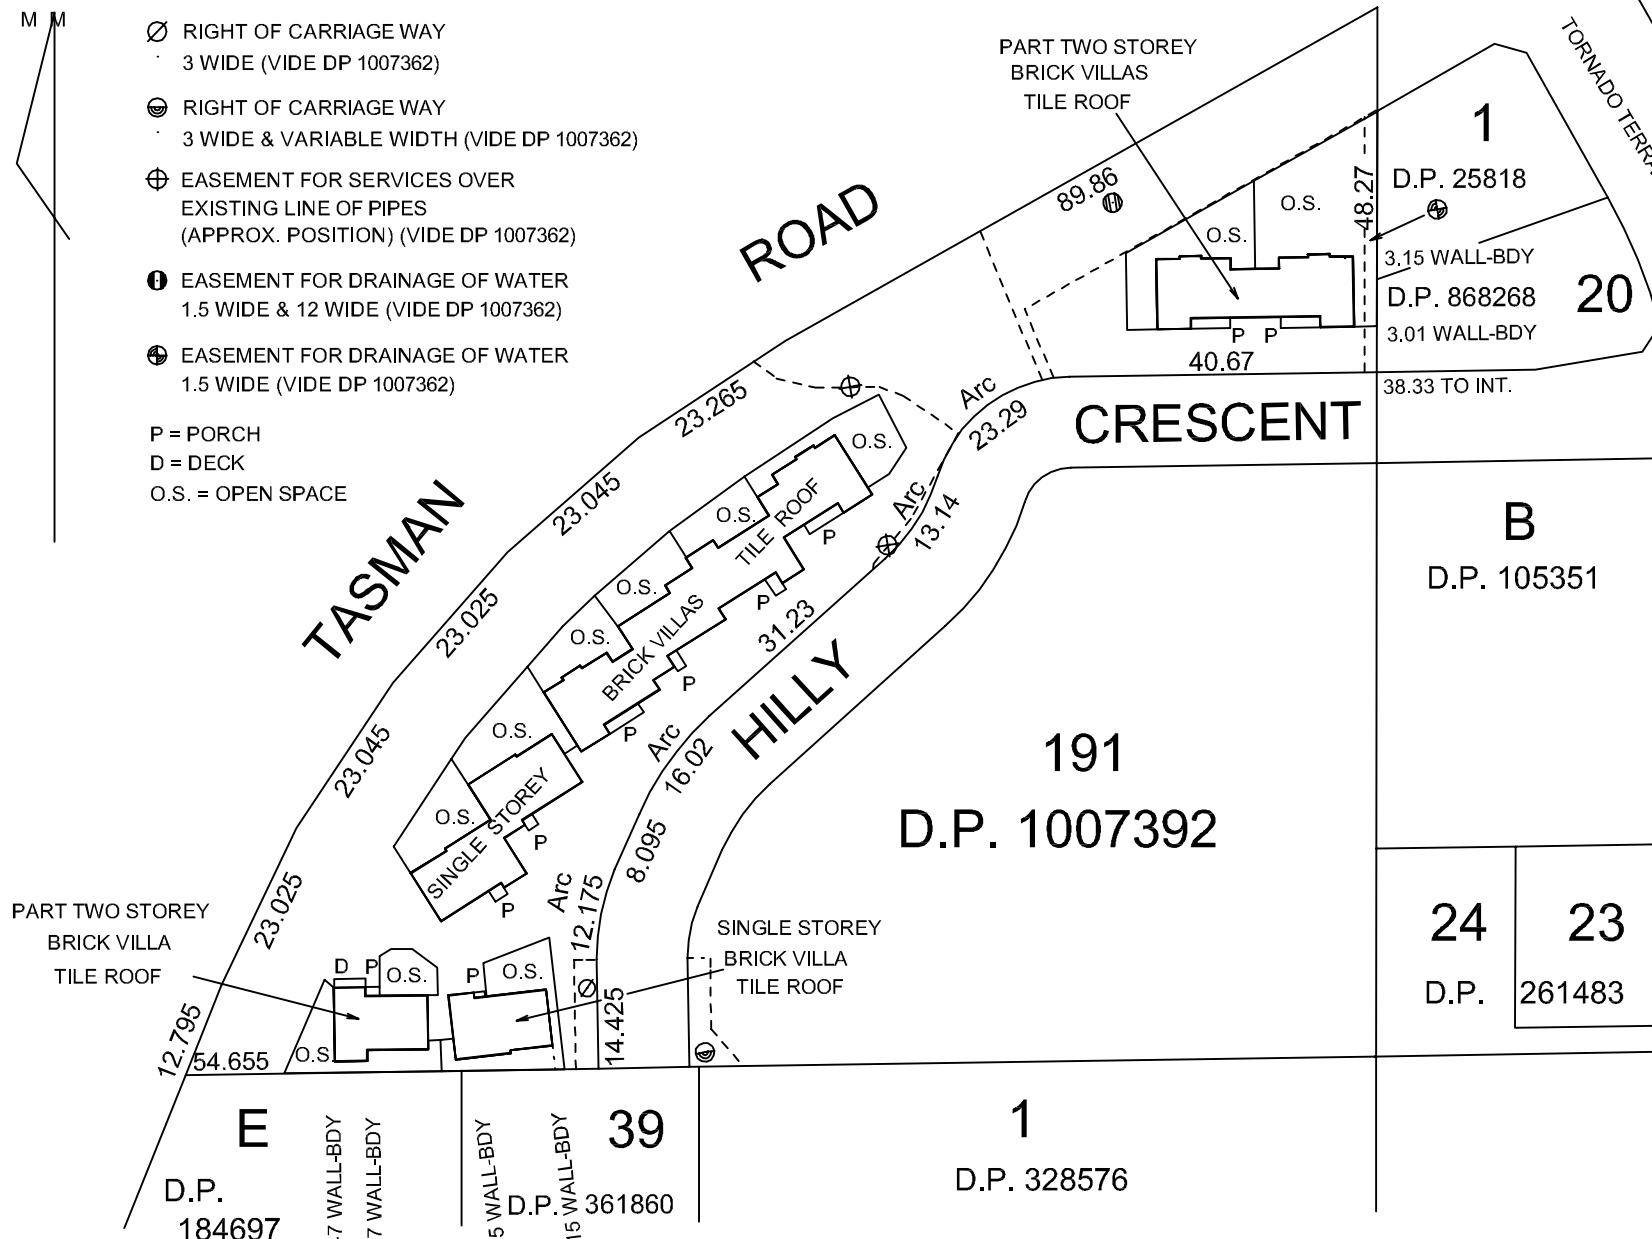 M M
RIGHT OF CARRIAGE WAY
3 WIDE (VIDE DP 1007362)
RIGHT OF CARRIAGE WAY
3 WIDE & VARIABLE WIDTH (VIDE DP 1007362)
EASEMENT FOR SERVICES OVER
EXISTING LINE OF PIPES
(APPROX. POSITION) (VIDE DP 1007362)
EASEMENT FOR DRAINAGE OF WATER
1.5 WIDE & 12 WIDE (VIDE DP 1007362)
EASEMENT FOR DRAINAGE OF WATER
1.5 WIDE (VIDE DP 1007362)
P = PORCH
D = DECK
O.S. = OPEN SPACE
PART TWO STOREY
BRICK VILLAS
TILE ROOF
TORNADO
1
D.P. 25818
89.86
48.27
O.S.
O.S.
3.15 WALL-BDY
D.P. 868268
20
3.01 WALL-BDY
P P
40.67
38.33 TO INT.
TASMAN
ROAD
HILLY
CRESCENT
Arc
23.29
23.265
O.S.
Arc
13.14
23.045
O.S.
TILE ROOF
P
23.025
O.S.
P
31.23
O.S.
BRICK VILLAS
P
P
23.045
O.S.
Arc
16.02
O.S.
SINGLE STOREY
P
8.095
P
23.025
Arc
12.175
B
D.P. 105351
191
D.P. 1007392
24
23
D.P.
261483
PART TWO STOREY
BRICK VILLA
TILE ROOF
SINGLE STOREY
BRICK VILLA
TILE ROOF
D P
O.S.
P
O.S.
14.425
12.795
54.655
O.S.
E
D.P.
184697
WALL-BDY
WALL-BDY
WALL-BDY
WALL-BDY
39
D.P. 361860
1
D.P. 328576